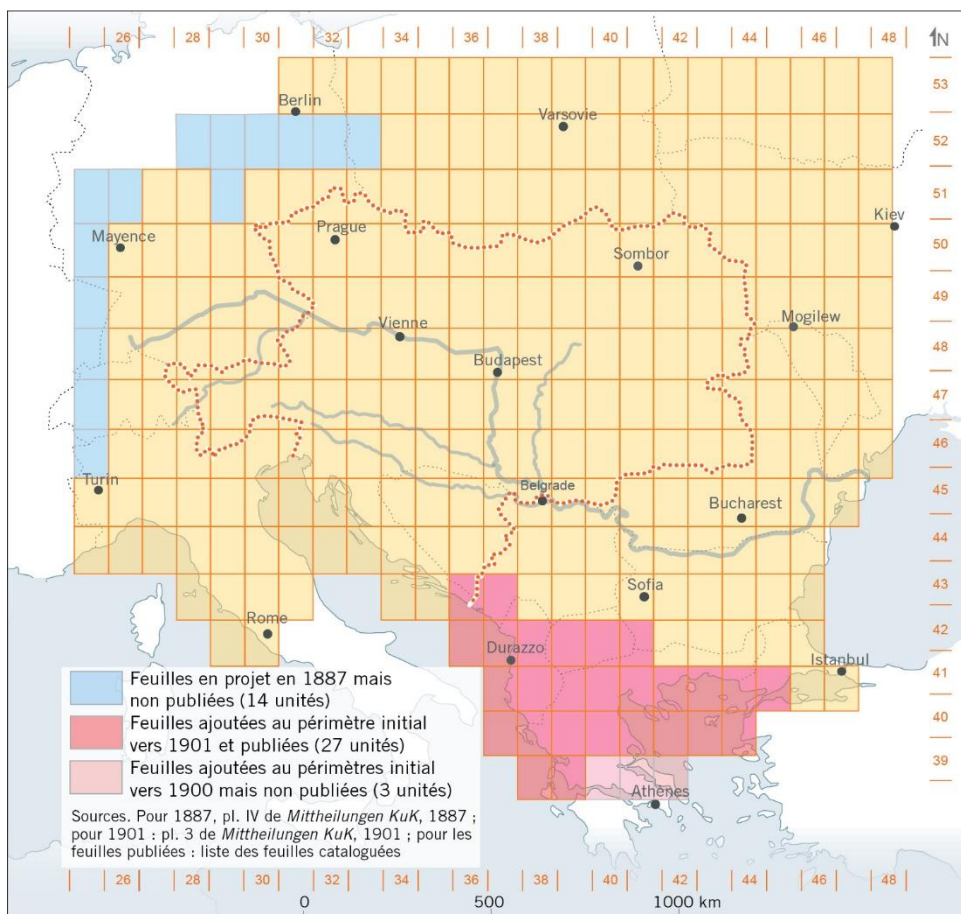 26 28 30 32 34 36 38 40 42 44 46 48 N
53
Berlin
Varsovie
52
51
Mayence
Prague
Kiev
50
Sombor
49
Vienne
Mogilew
48
Budapest
47
46
Turin
Belgrade
45
Bucharest
44
Sofia
43
Rome
42
Durazzo
Istanbul
41
40
39
Athènes
Feuilles en projet en 1887 mais
non publiées (14 unités)
Feuilles ajoutées au périmètre initial
vers 1901 et publiées (27 unités)
Feuilles ajoutées au périmètres initial
vers 1900 mais non publiées (3 unités)
Sources. Pour 1887, pl. IV de Mittheilungen KuK, 1887 ;
pour 1901 : pl. 3 de Mittheilungen KuK, 1901 ; pour les
feuilles publiées : liste des feuilles cataloguées
26 28 30 32 34 36 38 40 42 44 46 48
0 500 1000 km